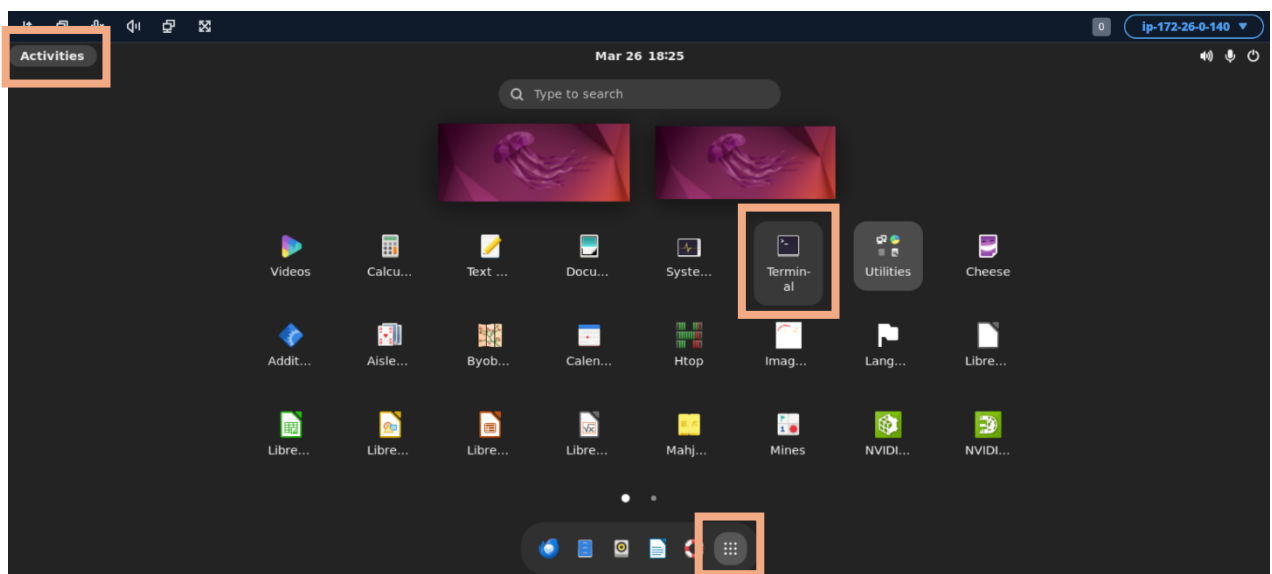 0 ip-172-26-0-140
Activities Mar 26 18:25
Type to search
Videos Calcu... Text ... Docu... Syste... Termin-
al Utilities Cheese
Addit... Aisle... Byob... Calen... Htop Imag... Lang... Libre...
Libre... Libre... Libre... Libre... Mahj... Mines NVIDI... NVIDI...